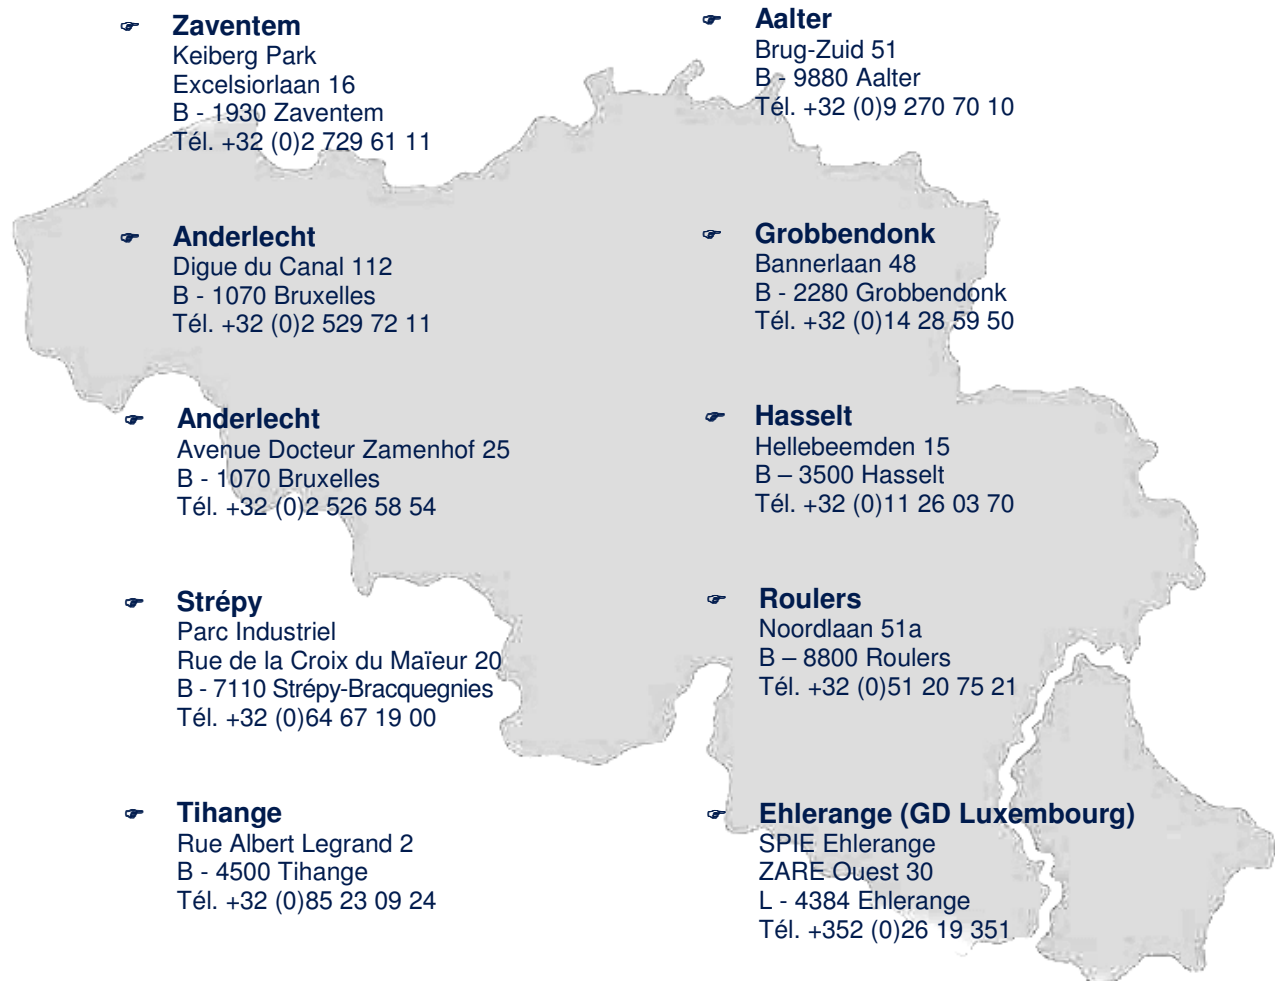 Zaventem
Keiberg Park
Excelsiorlaan 16
B - 1930 Zaventem
Tél. +32 (0)2 729 61 11
Anderlecht
Digue du Canal 112
B - 1070 Bruxelles
Tél. +32 (0)2 529 72 11
Anderlecht
Avenue Docteur Zamenhof 25
B - 1070 Bruxelles
Tél. +32 (0)2 526 58 54
Strépy
Parc Industriel
Rue de la Croix du Maïeur 20
B - 7110 Strépy-Bracquegnies
Tél. +32 (0)64 67 19 00
Tihange
Rue Albert Legrand 2
B - 4500 Tihange
Tél. +32 (0)85 23 09 24
Aalter
Brug-Zuid 51
B - 9880 Aalter
Tél. +32 (0)9 270 70 10
Grobbendonk
Bannerlaan 48
B - 2280 Grobbendonk
Tél. +32 (0)14 28 59 50
Hasselt
Hellebeemden 15
B – 3500 Hasselt
Tél. +32 (0)11 26 03 70
Roulers
Noordlaan 51a
B – 8800 Roulers
Tél. +32 (0)51 20 75 21
Ehlerange (GD Luxembourg)
SPIE Ehlerange
ZARE Ouest 30
L - 4384 Ehlerange
Tél. +352 (0)26 19 351